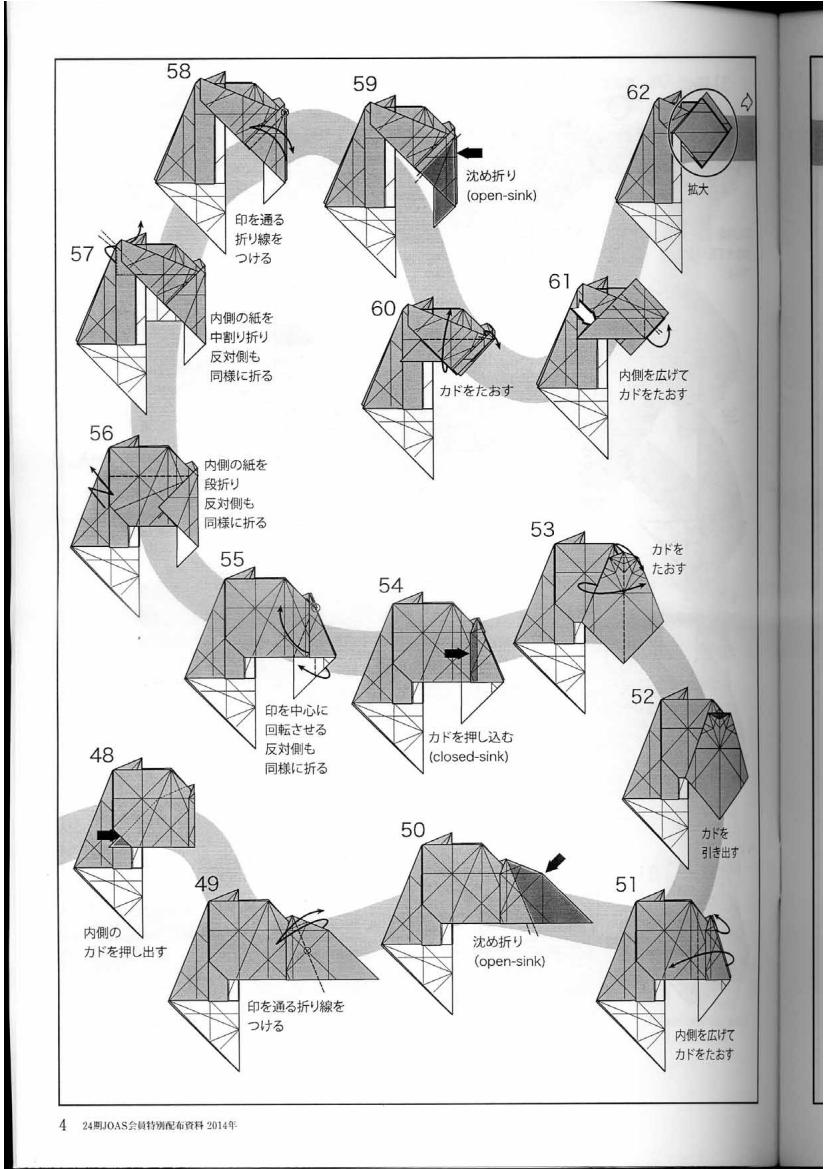 48
内側の
カドを押し出す
49
印を通る折り線を
つける
50
沈め折り
(open-sink)
51
内側を広げて
カドをたおす
52
カドを
引き出す
53
カドを
たおす
54
カドを押し込む
(closed-sink)
55
印を中心に
回転させる
反対側も
同様に折る
56
内側の紙を
段折り
反対側も
同様に折る
57
内側の紙を
中割り折り
反対側も
同様に折る
58
印を通る
折り線を
つける
59
沈め折り
(open-sink)
60
カドをたおす
61
内側を広げて
カドをたおす
62
拡大
4 24期JOAS会員特別配布資料 2014年